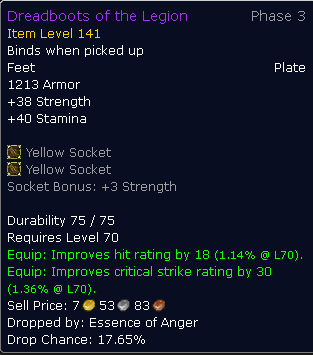 Dreadboots of the Legion Phase 3
Item Level 141
Binds when picked up
Feet Plate
1213 Armor
+38 Strength
+40 Stamina
Yellow Socket
Yellow Socket
Socket Bonus: +3 Strength
Durability 75 / 75
Requires Level 70
Equip: Improves hit rating by 18 (1.14% @ L70).
Equip: Improves critical strike rating by 30
(1.36% @ L70).
Sell Price: 7 53 83
Dropped by: Essence of Anger
Drop Chance: 17.65%